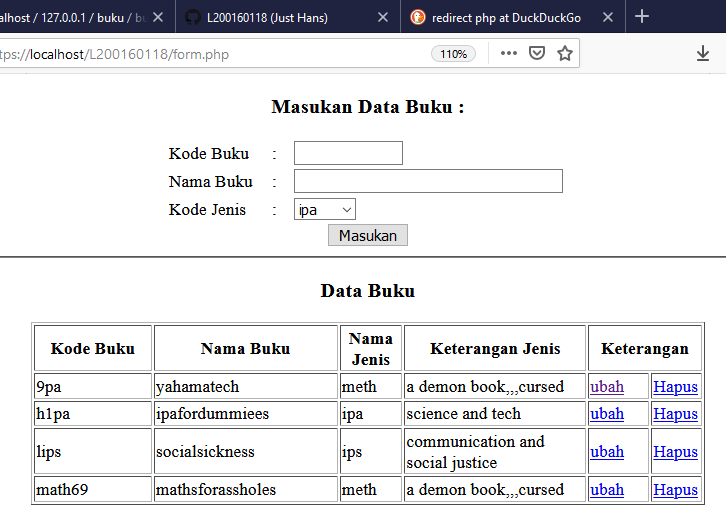 alhost / 127.0.0.1 / buku / bu
L200160118 (Just Hans)
redirect php at DuckDuckGo
tps://localhost/L200160118/form.php
110%
Masukan Data Buku :
Kode Buku :
Nama Buku :
Kode Jenis : ipa
Masukan
Data Buku
Kode Buku Nama Buku Nama Jenis Keterangan Jenis Keterangan
9pa yahamatech meth a demon book,,,cursed ubah Hapus
h1pa ipafordummiees ipa science and tech ubah Hapus
lips socialsickness ips communication and social justice ubah Hapus
math69 mathsforassholes meth a demon book,,,cursed ubah Hapus